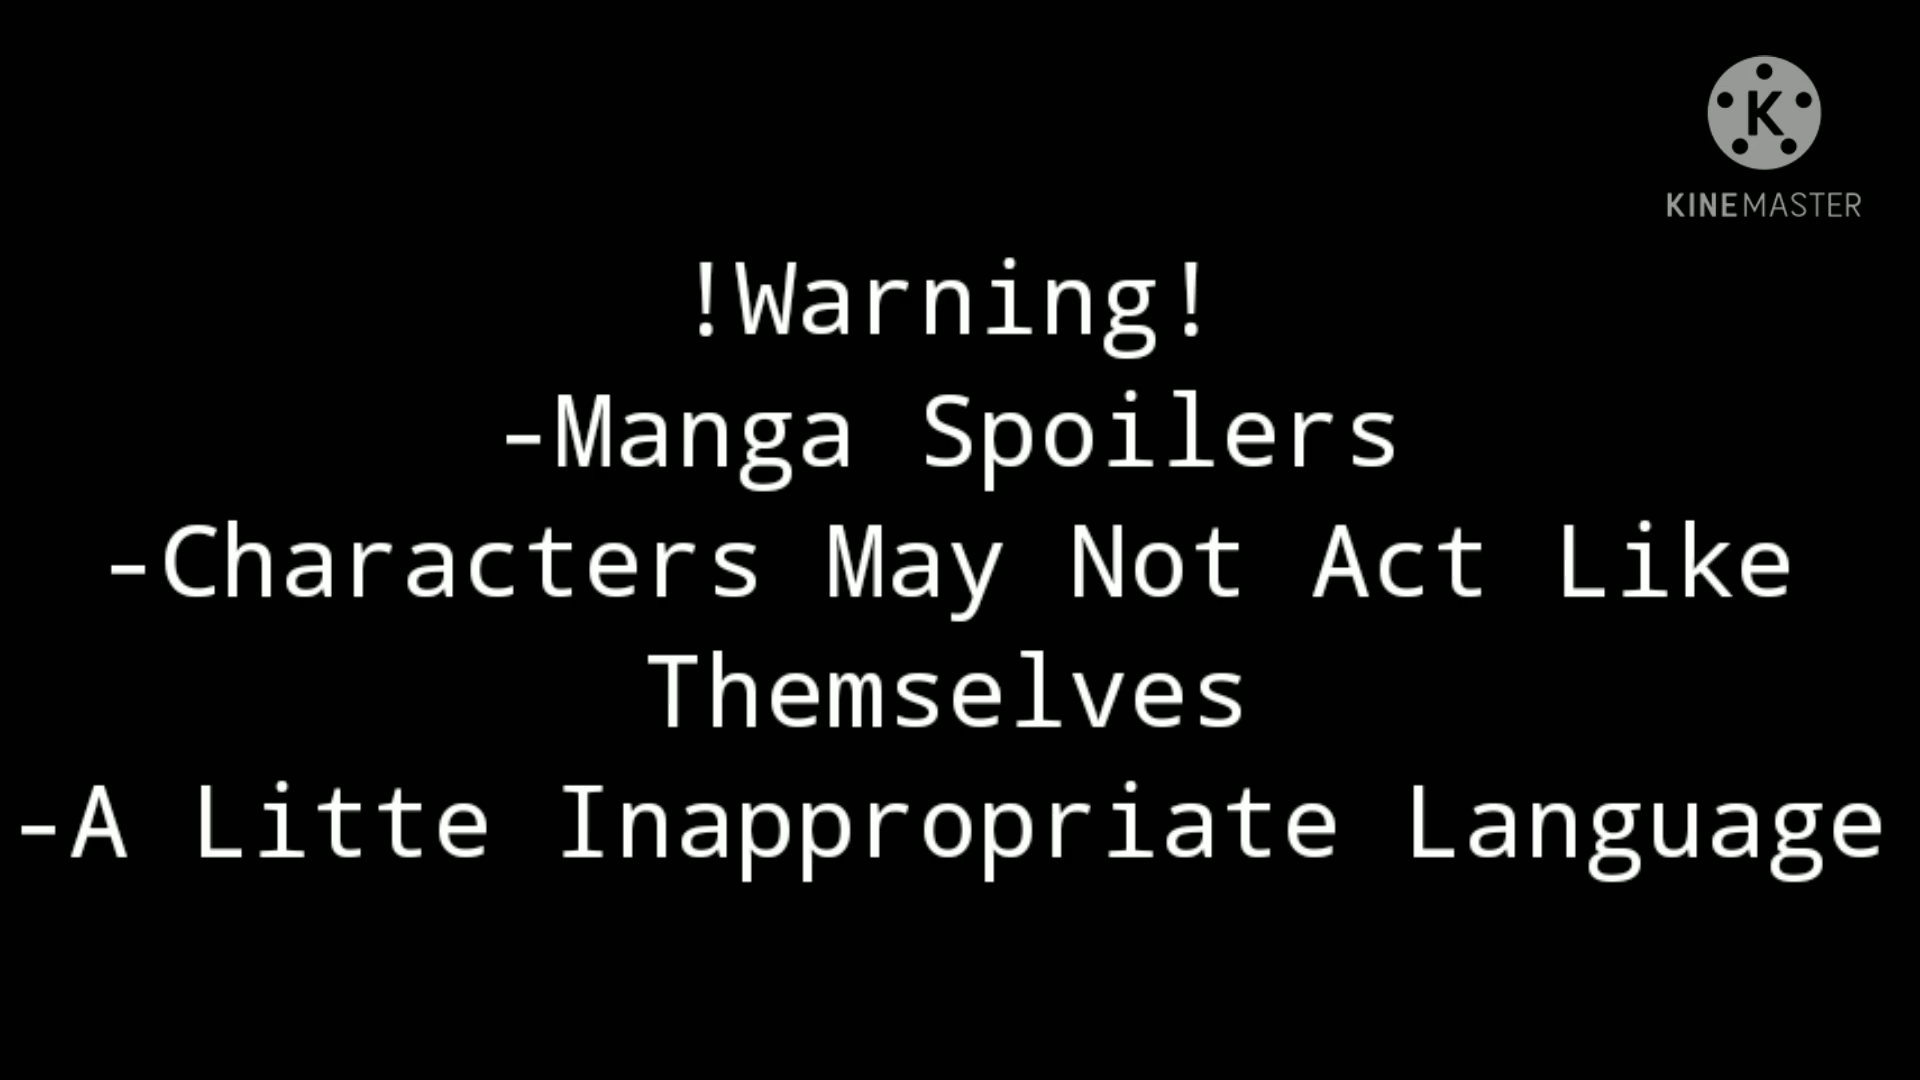 K
KINEMASTER
!Warning!
-Manga Spoilers
-Characters May Not Act Like
Themselves
-A Litte Inappropriate Language